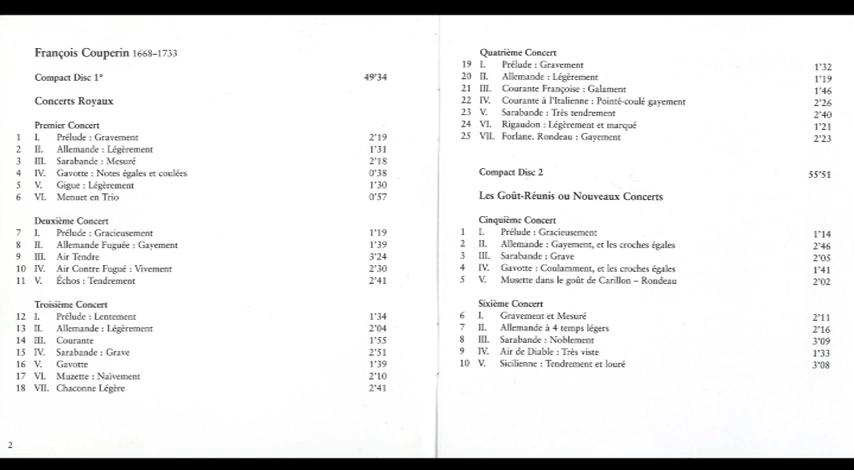 François Couperin 1668–1733
Compact Disc 1° 49'34
Concerts Royaux
Premier Concert
1 I. Prélude : Gravement 2'19
2 II. Allemande : Légèrement 1'31
3 III. Sarabande : Mesuré 2'18
4 IV. Gavotte : Notes égales et coulées 0'38
5 V. Gigue : Légèrement 1'30
6 VI. Menuet en Trio 0'57
Deuxième Concert
7 I. Prélude : Gracieusement 1'19
8 II. Allemande Fuguée : Gayement 1'39
9 III. Air Tendre 3'24
10 IV. Air Contre Fugué : Vivement 2'30
11 V. Échos : Tendrement 2'41
Troisième Concert
12 I. Prélude : Lentement 1'34
13 II. Allemande : Légèrement 2'04
14 III. Courante 1'55
15 IV. Sarabande : Grave 2'51
16 V. Gavotte 1'39
17 VI. Muzette : Naïvement 2'10
18 VII. Chaconne Légère 2'41
2
Quatrième Concert
19 I. Prélude : Gravement 1'32
20 II. Allemande : Légèrement 1'19
21 III. Courante Françoise : Galament 1'46
22 IV. Courante à l'Italienne : Pointé-coulé gayement 2'26
23 V. Sarabande : Très tendrement 2'40
24 VI. Rigaudon : Légèrement et marqué 1'21
25 VII. Forlane. Rondeau : Gayement 2'23
Compact Disc 2 55'51
Les Goût-Réunis ou Nouveaux Concerts
Cinquième Concert
1 I. Prélude : Gracieusement 1'14
2 II. Allemande : Gayement, et les croches égales 2'46
3 III. Sarabande : Grave 2'05
4 IV. Gavotte : Coulamment, et les croches égales 1'41
5 V. Musette dans le goût de Carillon – Rondeau 2'02
Sixième Concert
6 I. Gravement et Mesuré 2'11
7 II. Allemande à 4 temps légers 2'16
8 III. Sarabande : Noblement 3'09
9 IV. Air de Diable : Très viste 1'33
10 V. Sicilienne : Tendrement et louré 3'08